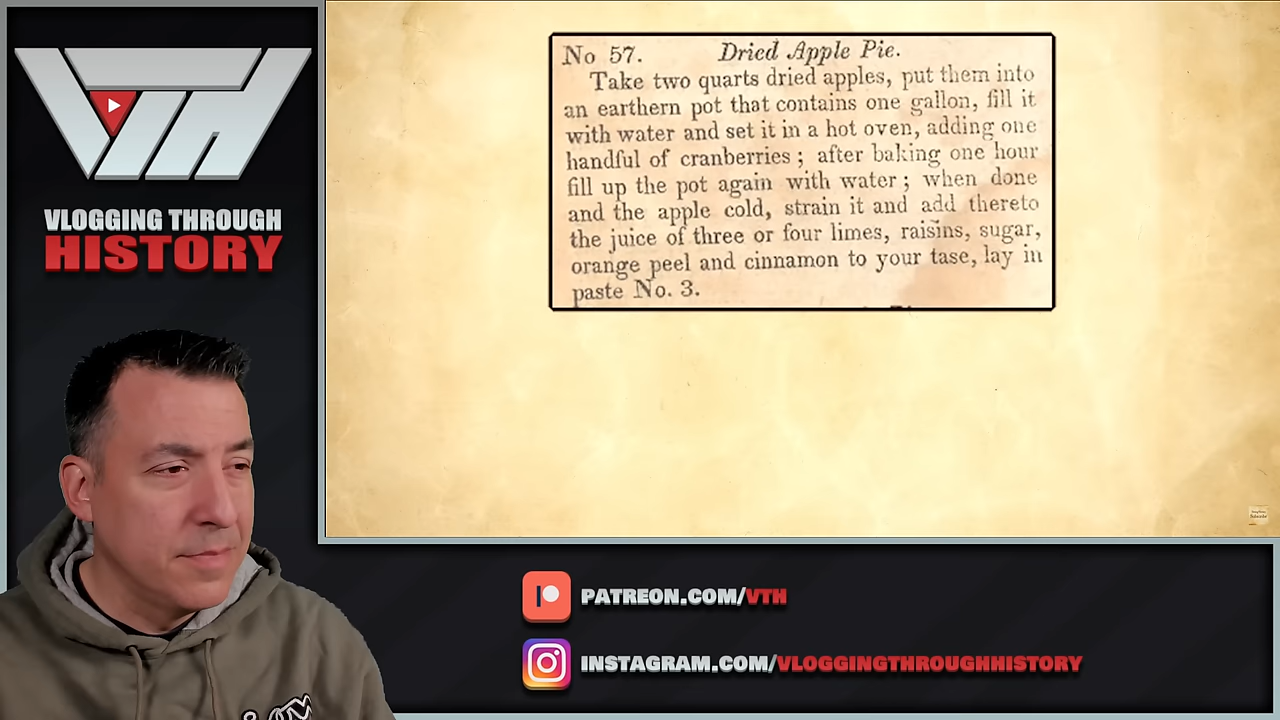 VTH
VLOGGING THROUGH
HISTORY
No 57. Dried Apple Pie.
Take two quarts dried apples, put them into
an earthern pot that contains one gallon, fill it
with water and set it in a hot oven, adding one
handful of cranberries; after baking one hour
fill up the pot again with water; when done
and the apple cold, strain it and add thereto
the juice of three or four limes, raisins, sugar,
orange peel and cinnamon to your tase, lay in
paste No. 3.
PATREON.COM/VTH
INSTAGRAM.COM/VLOGGINGTHROUGHHISTORY